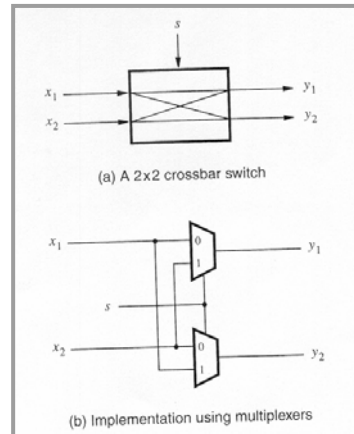 s
x₁
y₁
x₂
y₂
(a) A 2x2 crossbar switch
x₁
0
y₁
1
s
x₂
0
y₂
1
(b) Implementation using multiplexers